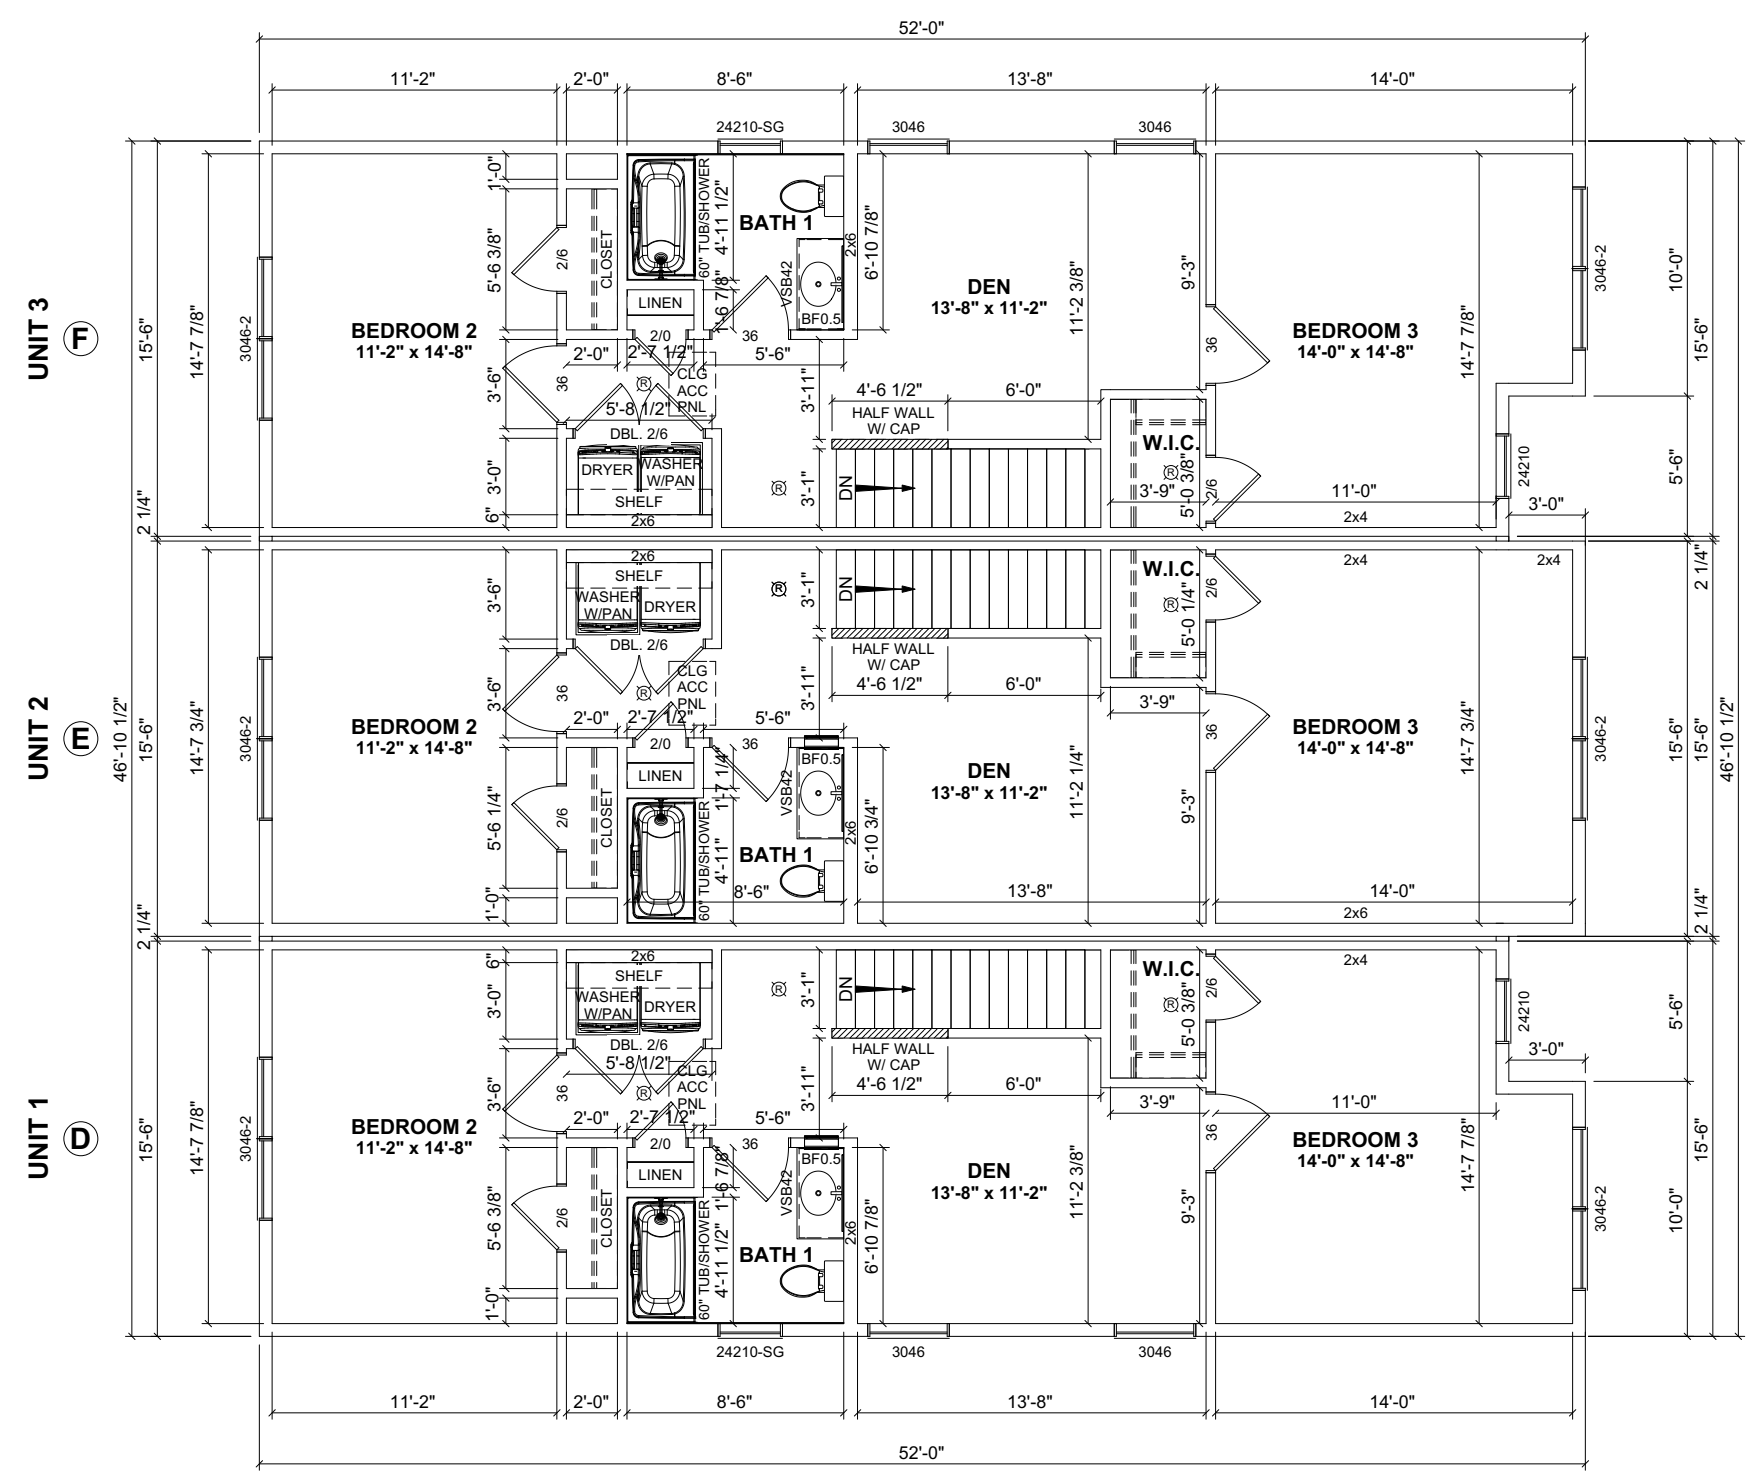 52'-0"
11'-2"
2'-0"
8'-6"
13'-8"
14'-0"
24210-SG
3046
3046
UNIT 3
F
15'-6"
14'-7 7/8"
3046-2
2 1/4"
BEDROOM 2
11'-2" x 14'-8"
1'-0"
5'-6 3/8"
2/6
CLOSET
60" TUB/SHOWER
4'-11 1/2"
BATH 1
2x6
6'-10 7/8"
VSB42
BF0.5
LINEN
1'-6 7/8"
2/0
36
2'-0"
2'-7 1/2"
5'-6"
3'-6"
36
R
CLG
ACC
PNL
5'-8 1/2"
DBL. 2/6
DRYER
WASHER
W/PAN
SHELF
2x6
3'-0"
6"
DEN
13'-8" x 11'-2"
11'-2 3/8"
9'-3"
3'-11"
4'-6 1/2"
6'-0"
HALF WALL
W/ CAP
R
3'-1"
DN
W.I.C.
R
3'-9"
5'-0 3/8"
2/6
36
BEDROOM 3
14'-0" x 14'-8"
14'-7 7/8"
11'-0"
2x4
3046-2
24210
3'-0"
10'-0"
5'-6"
15'-6"
2 1/4"
UNIT 2
E
46'-10 1/2"
15'-6"
14'-7 3/4"
3046-2
2 1/4"
BEDROOM 2
11'-2" x 14'-8"
2x6
SHELF
WASHER
W/PAN
DRYER
DBL. 2/6
3'-6"
3'-6"
36
R
CLG
ACC
PNL
2'-0"
2'-7 1/2"
5'-6"
2/0
36
LINEN
1'-7 1/4"
BF0.5
VSB42
2x6
5'-6 1/4"
2/6
CLOSET
60" TUB/SHOWER
4'-11"
BATH 1
6'-10 3/4"
8'-6"
1'-0"
R
3'-1"
DN
HALF WALL
W/ CAP
4'-6 1/2"
6'-0"
3'-11"
DEN
13'-8" x 11'-2"
11'-2 1/4"
9'-3"
13'-8"
W.I.C.
R
5'-0 1/4"
2/6
3'-9"
36
2x4
2x4
BEDROOM 3
14'-0" x 14'-8"
14'-7 3/4"
14'-0"
2x6
3046-2
15'-6"
15'-6"
46'-10 1/2"
2 1/4"
UNIT 1
D
15'-6"
14'-7 7/8"
3046-2
BEDROOM 2
11'-2" x 14'-8"
6"
3'-0"
2x6
SHELF
WASHER
W/PAN
DRYER
DBL. 2/6
5'-8 1/2"
3'-6"
36
R
CLG
ACC
PNL
2'-0"
2'-7 1/2"
5'-6"
2/0
36
LINEN
1'-6 7/8"
BF0.5
VSB42
2x6
5'-6 3/8"
2/6
CLOSET
60" TUB/SHOWER
4'-11 1/2"
BATH 1
6'-10 7/8"
1'-0"
R
3'-1"
DN
HALF WALL
W/ CAP
4'-6 1/2"
6'-0"
3'-11"
DEN
13'-8" x 11'-2"
11'-2 3/8"
9'-3"
W.I.C.
R
5'-0 3/8"
2/6
3'-9"
36
2x4
11'-0"
BEDROOM 3
14'-0" x 14'-8"
14'-7 7/8"
24210
3'-0"
3046-2
5'-6"
10'-0"
15'-6"
24210-SG
3046
3046
11'-2"
2'-0"
8'-6"
13'-8"
14'-0"
52'-0"